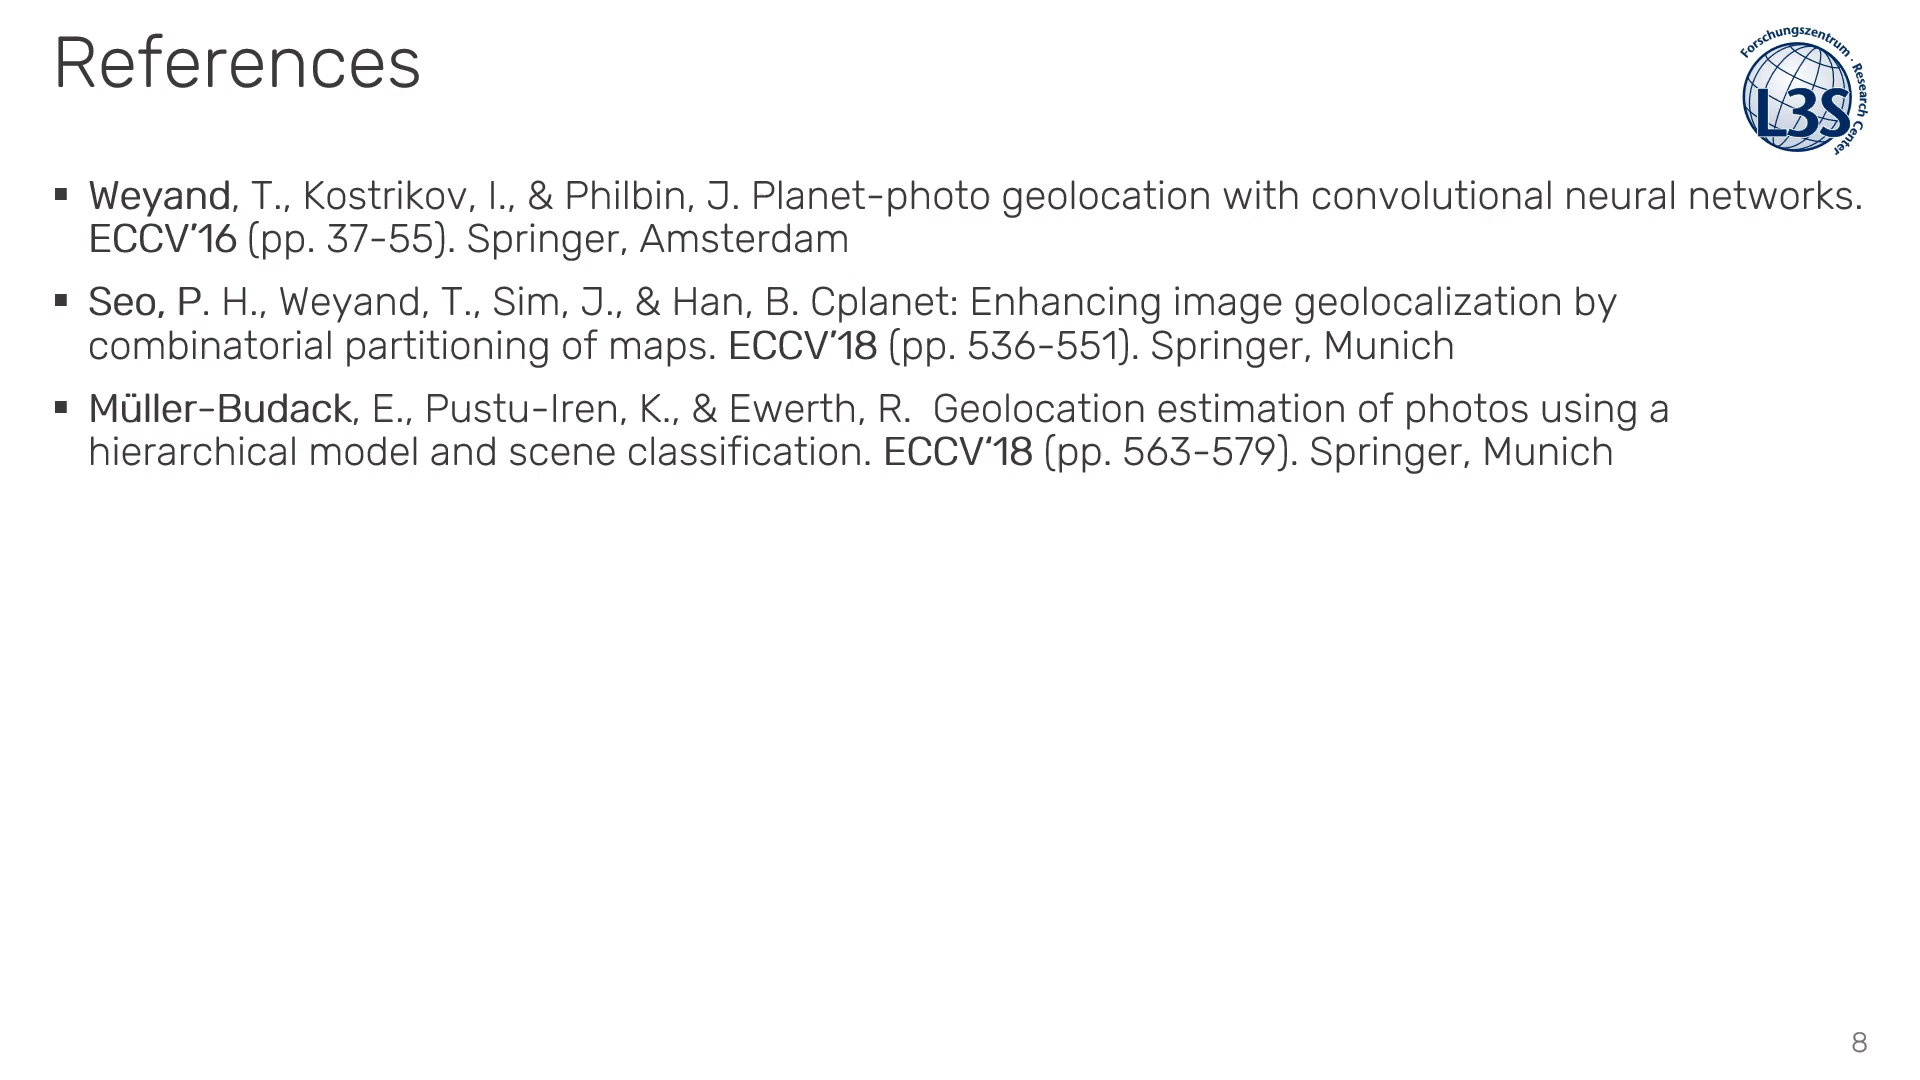 References
Forschungszentrum · Research Center
L3S
▪ Weyand, T., Kostrikov, I., & Philbin, J. Planet-photo geolocation with convolutional neural networks.
ECCV’16 (pp. 37-55). Springer, Amsterdam
▪ Seo, P. H., Weyand, T., Sim, J., & Han, B. Cplanet: Enhancing image geolocalization by
combinatorial partitioning of maps. ECCV’18 (pp. 536-551). Springer, Munich
▪ Müller-Budack, E., Pustu-Iren, K., & Ewerth, R.  Geolocation estimation of photos using a
hierarchical model and scene classification. ECCV‘18 (pp. 563-579). Springer, Munich
8